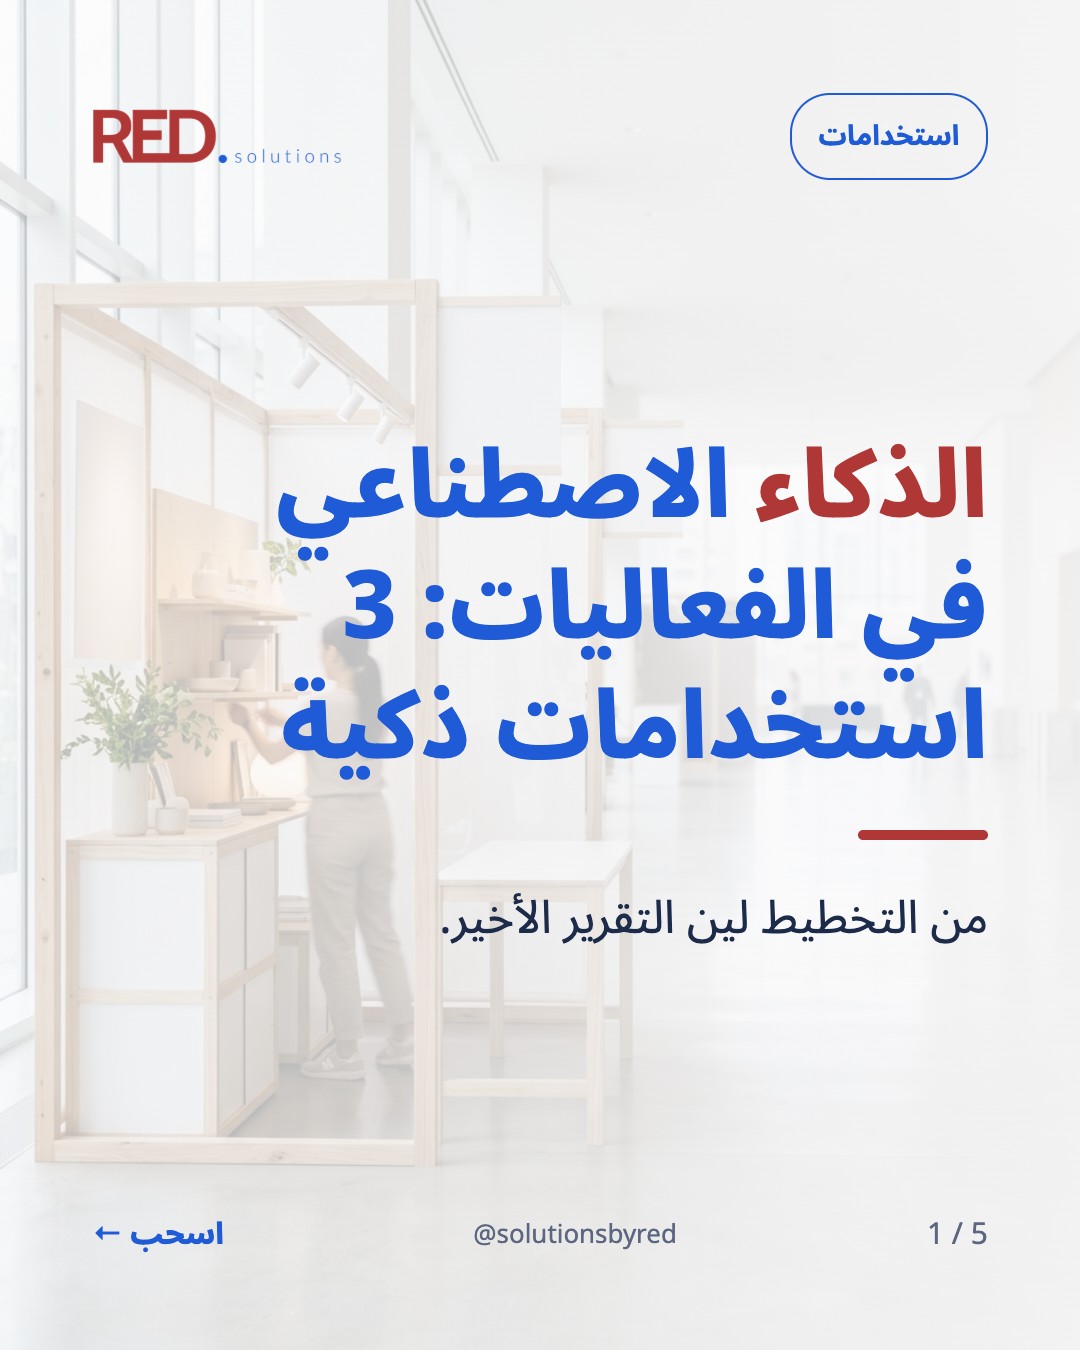 RED.solutions
استخدامات
الذكاء الاصطناعي
في الفعاليات: 3
استخدامات ذكية
من التخطيط لين التقرير الأخير.
1 / 5
@solutionsbyred
اسحب ←